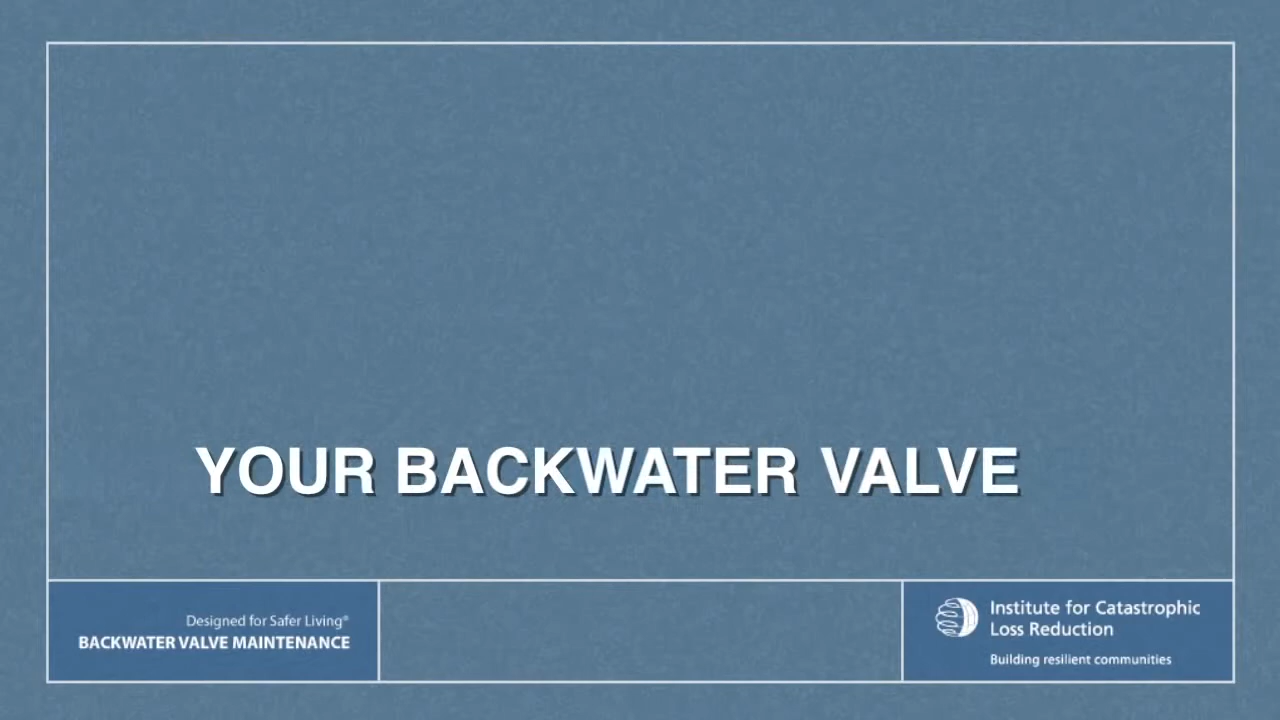 YOUR BACKWATER VALVE
Designed for Safer Living®
BACKWATER VALVE MAINTENANCE
Institute for Catastrophic
Loss Reduction
Building resilient communities